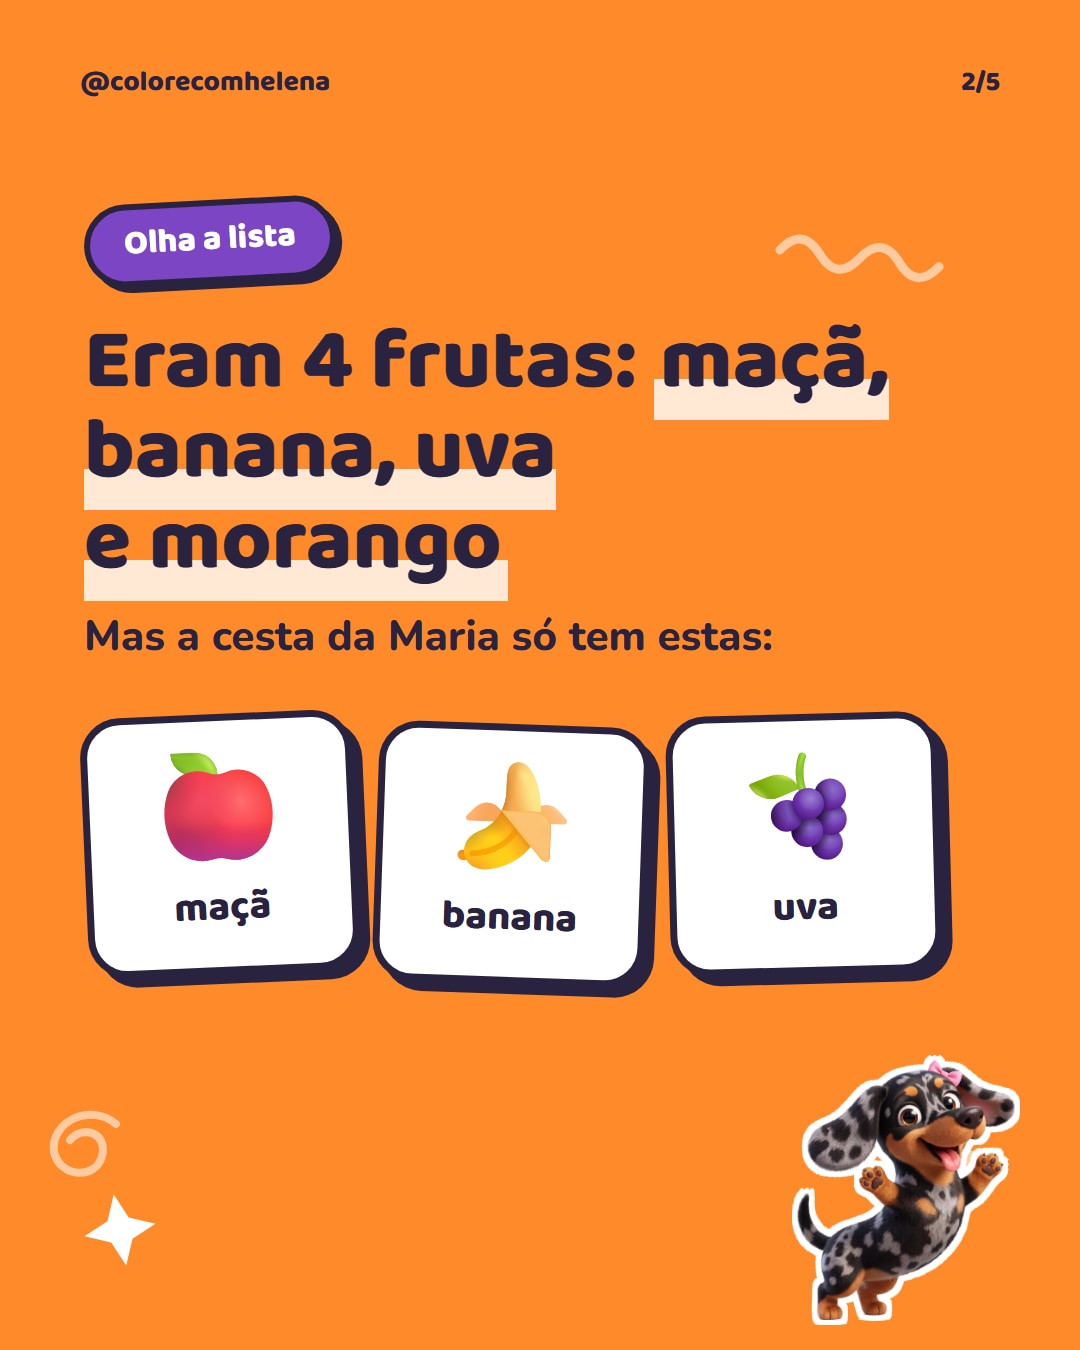 @colorecomhelena
2/5
Olha a lista
Eram 4 frutas: maçã,
banana, uva
e morango
Mas a cesta da Maria só tem estas:
maçã
banana
uva